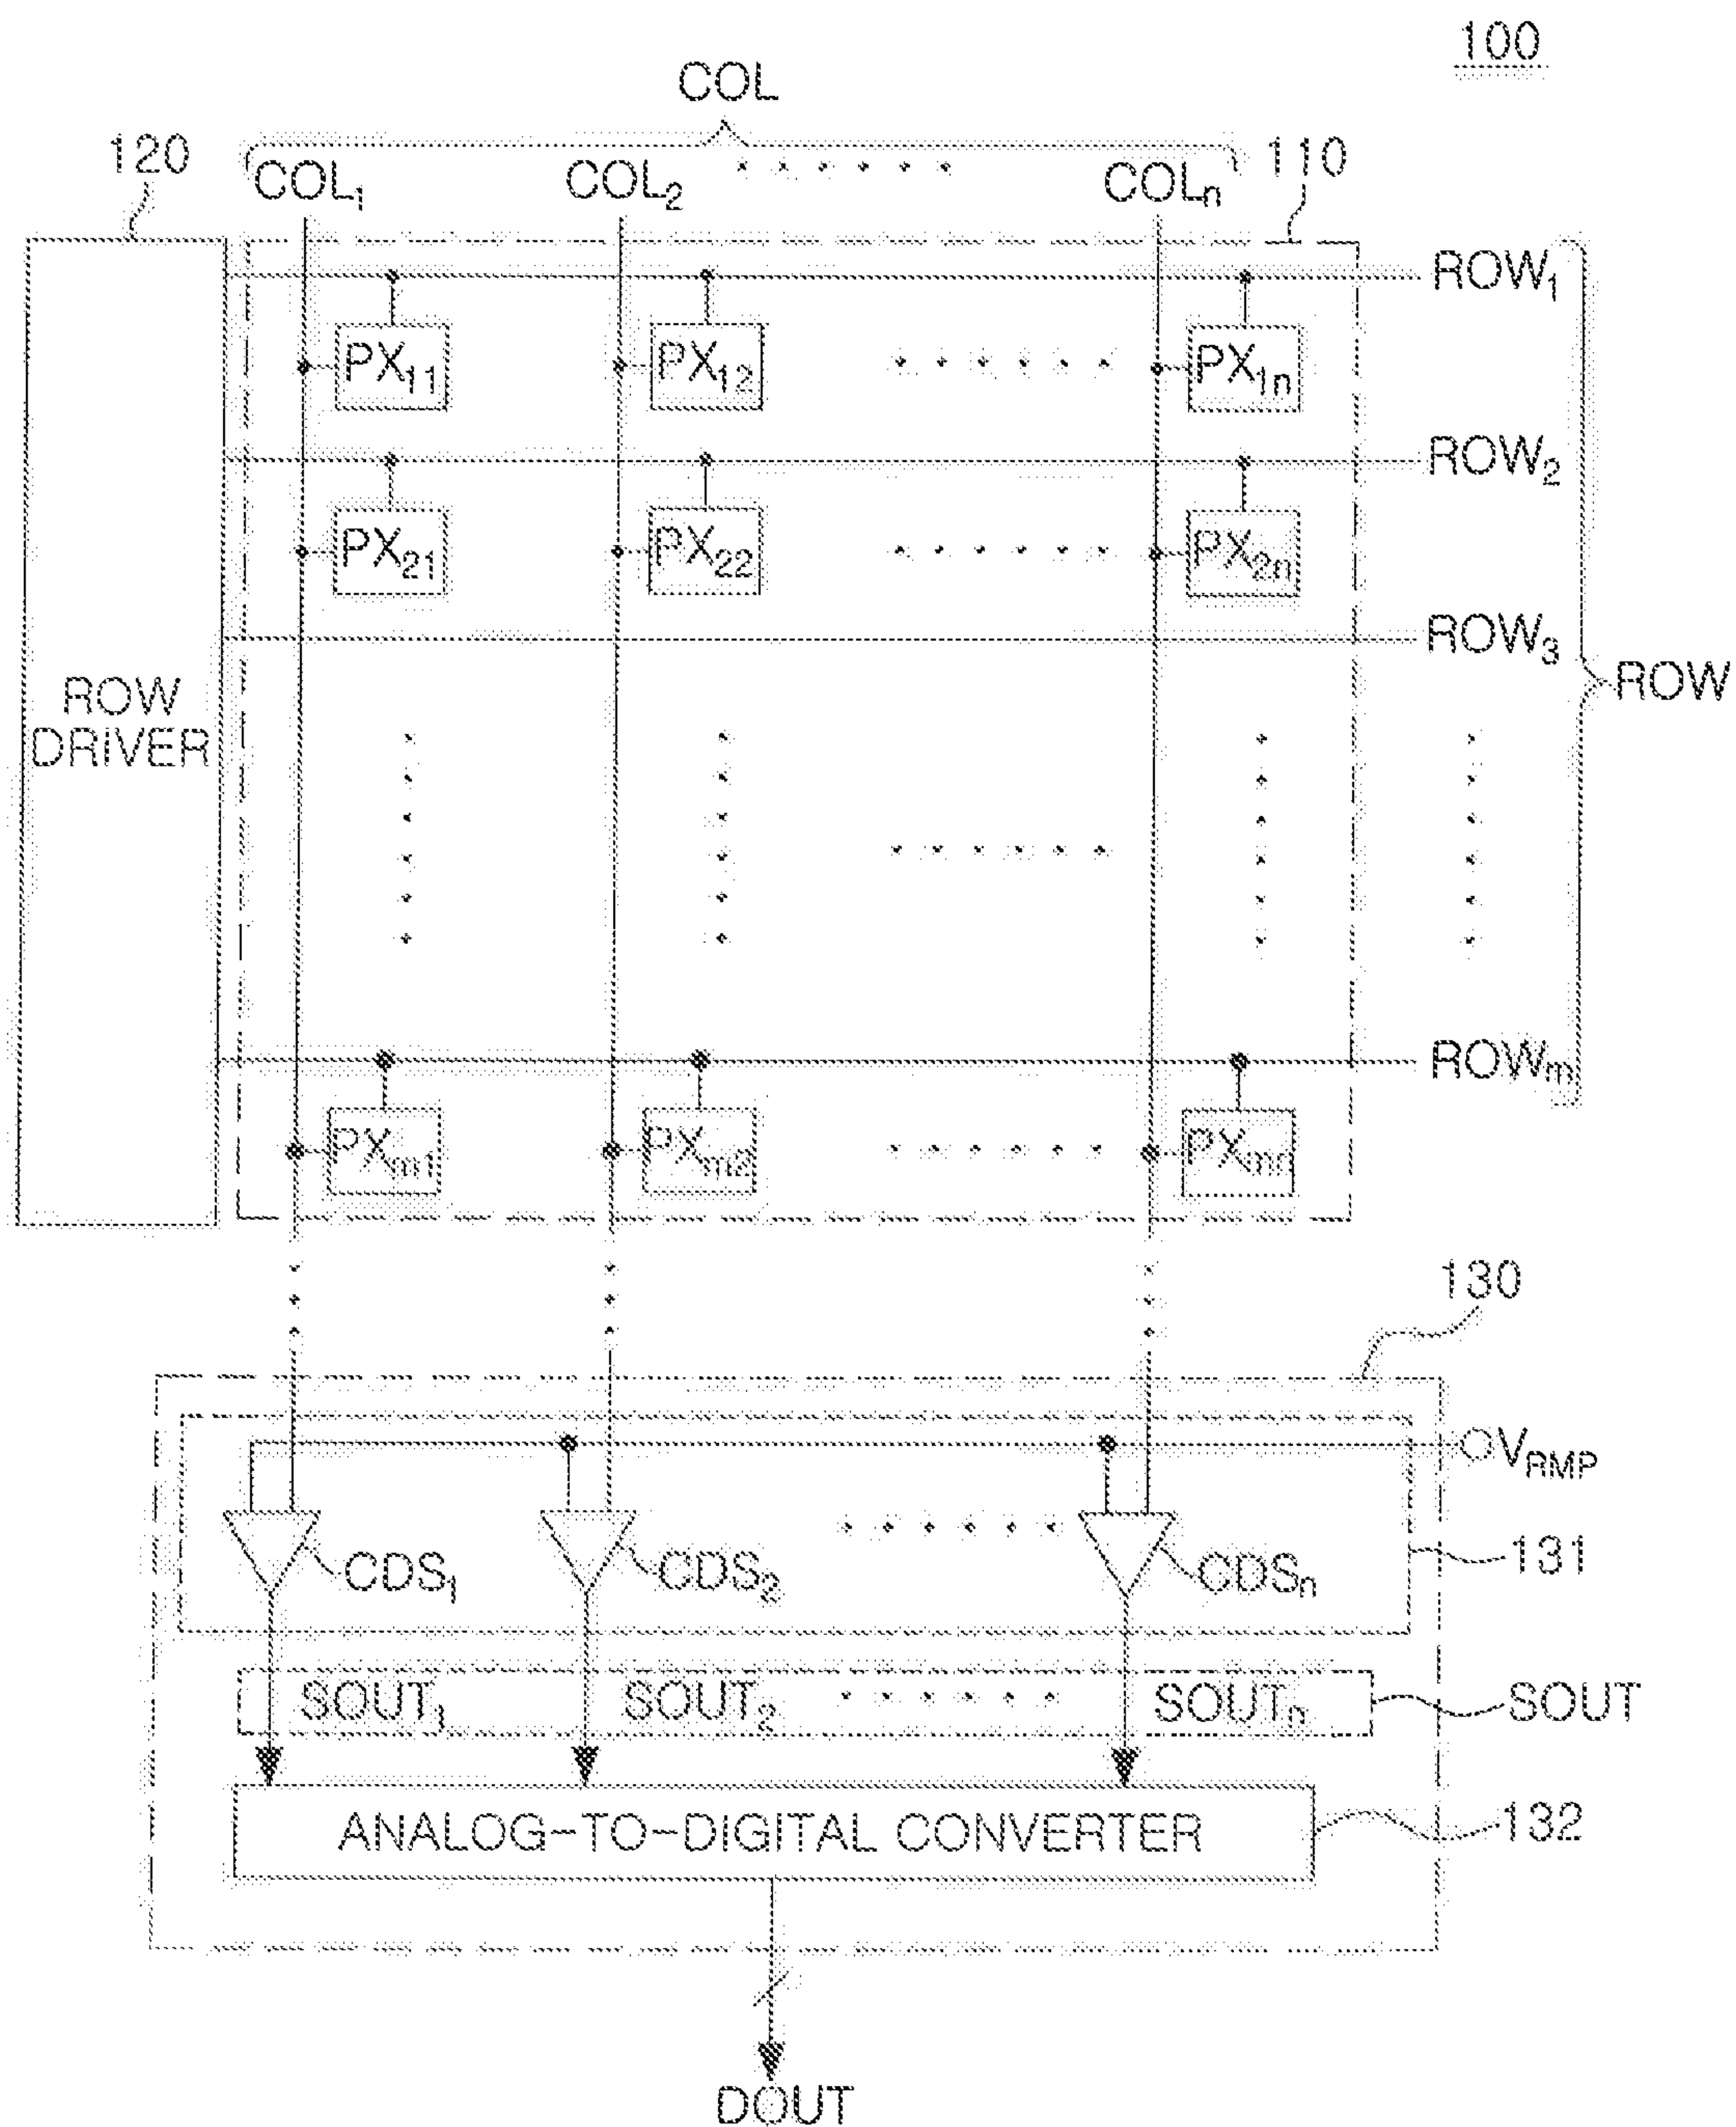 100
COL
120
110
COL₁ COL₂ COLₙ
ROW₁
PX₁₁ PX₁₂ PX₁ₙ
ROW₂
PX₂₁ PX₂₂ PX₂ₙ
ROW₃
ROW
ROW
DRIVER
ROWₘ
PXₘ₁ PXₘ₂ PXₘₙ
130
V_RMP
CDS₁ CDS₂ CDSₙ
131
SOUT₁ SOUT₂ SOUTₙ
SOUT
ANALOG-TO-DIGITAL CONVERTER
132
DOUT